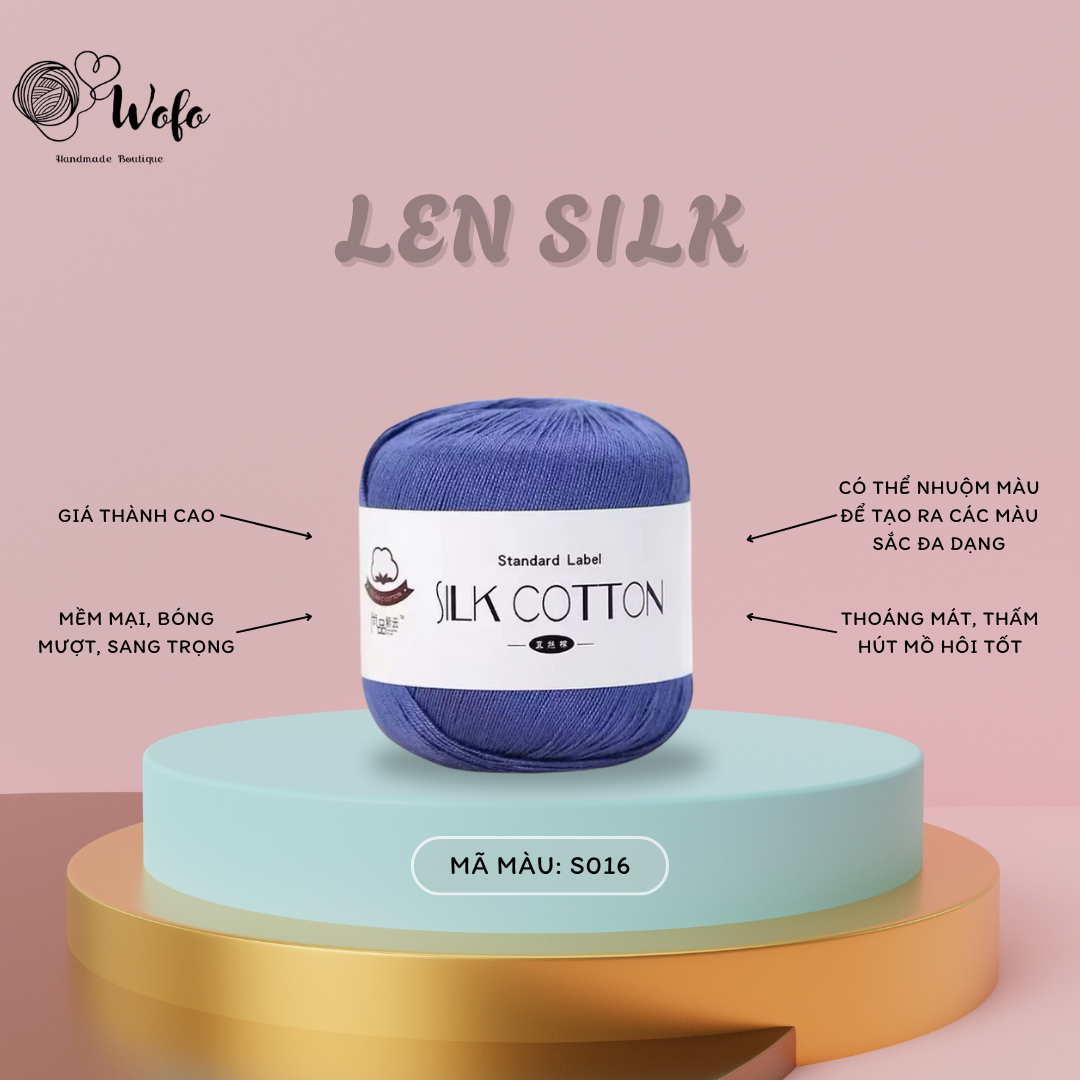 Wofo
Handmade Boutique
LEN SILK
GIÁ THÀNH CAO
MỀM MẠI, BÓNG
MƯỢT, SANG TRỌNG
CÓ THỂ NHUỘM MÀU
ĐỂ TẠO RA CÁC MÀU
SẮC ĐA DẠNG
THOÁNG MÁT, THẤM
HÚT MỒ HÔI TỐT
Standard Label
SILK COTTON
MÃ MÀU: S016